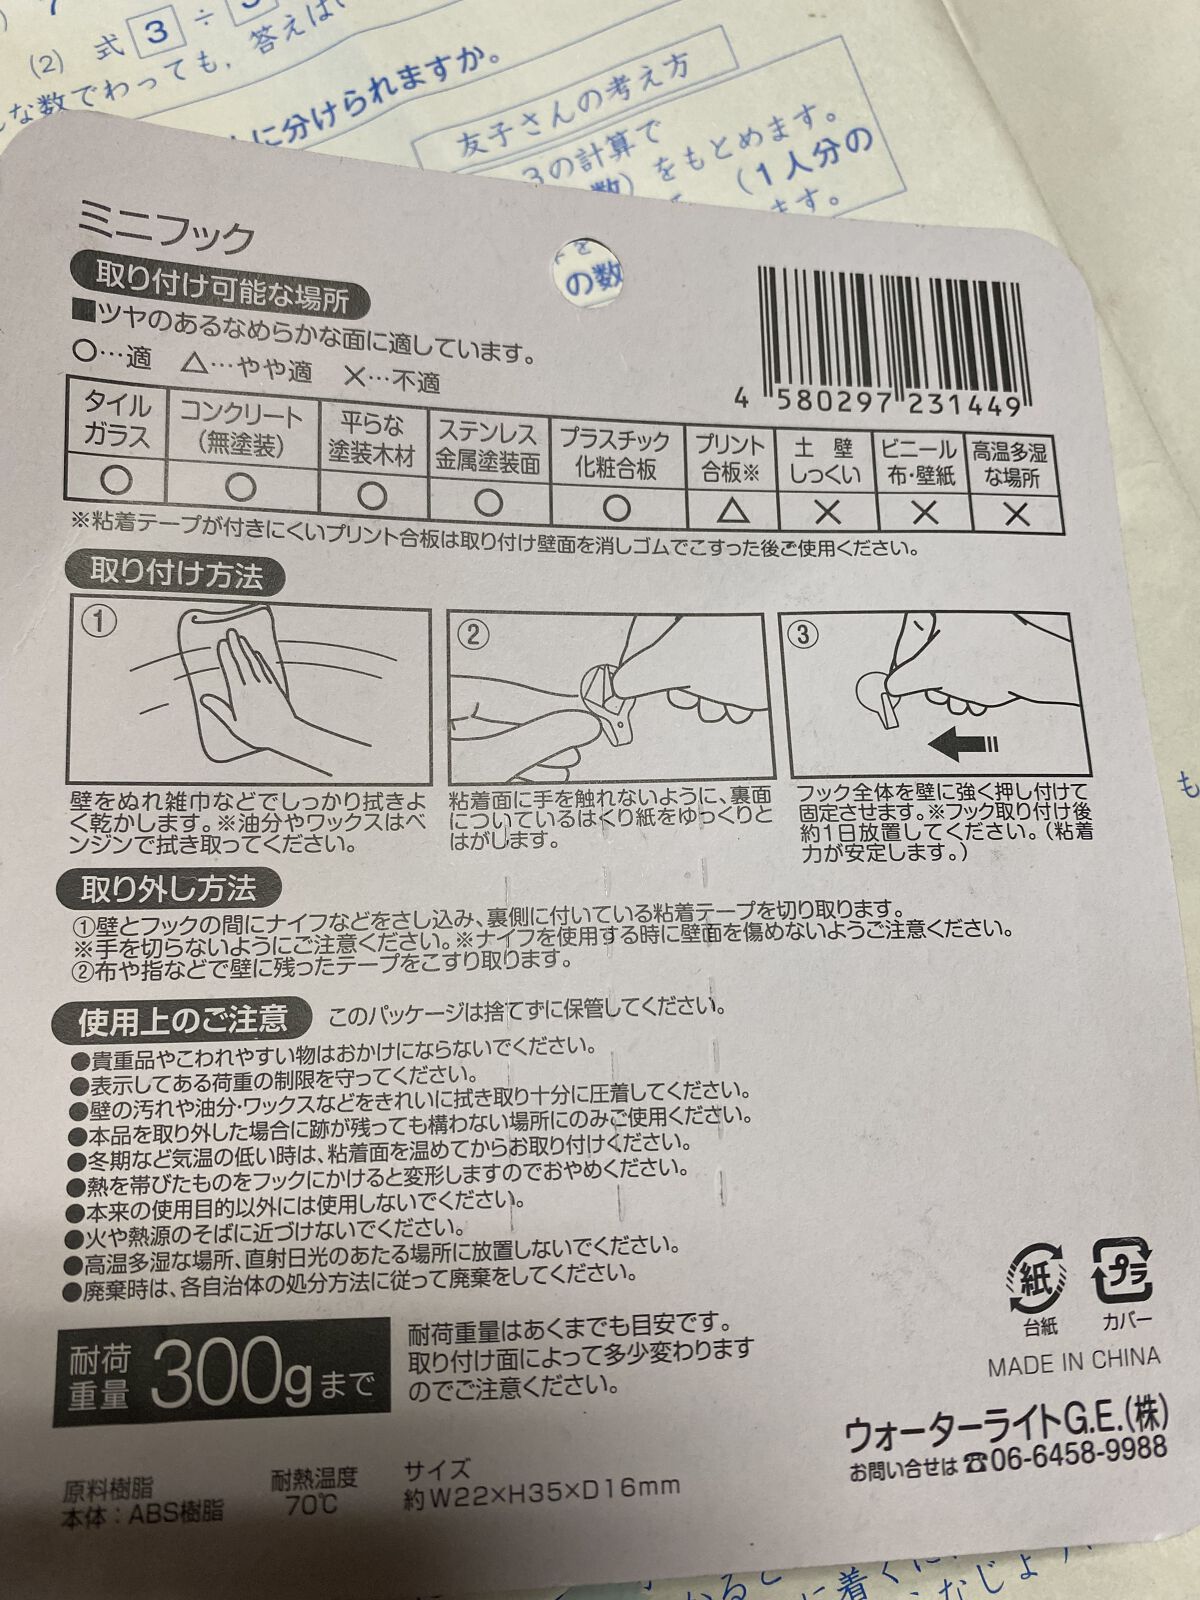 (2) 式 3 ÷
な数でわっても、答えは
に分けられますか。
友子さんの考え方
3の計算で
数）をもとめます。
（1人分の
ます。
ミニフック
の数
取り付け可能な場所
■ツヤのあるなめらかな面に適しています。
○…適 △…やや適 ×…不適
4 580297 231449
タイル ガラス
コンクリート （無塗装）
平らな 塗装木材
ステンレス 金属塗装面
プラスチック 化粧合板
プリント 合板※
土壁 しっくい
ビニール 布・壁紙
高温多湿 な場所
○ ○ ○ ○ ○ △ × × ×
※粘着テープが付きにくいプリント合板は取り付け壁面を消しゴムでこすった後ご使用ください。
取り付け方法
①
②
③
壁をぬれ雑巾などでしっかり拭きよ
く乾かします。※油分やワックスはベ
ンジンで拭き取ってください。
粘着面に手を触れないように、裏面
についているはくり紙をゆっくりと
はがします。
フック全体を壁に強く押し付けて
固定させます。※フック取り付け後
約1日放置してください。（粘着
力が安定します。）
取り外し方法
①壁とフックの間にナイフなどをさし込み、裏側に付いている粘着テープを切り取ります。
※手を切らないようにご注意ください。※ナイフを使用する時に壁面を傷めないようご注意ください。
②布や指などで壁に残ったテープをこすり取ります。
使用上のご注意 このパッケージは捨てずに保管してください。
●貴重品やこわれやすい物はおかけにならないでください。
●表示してある荷重の制限を守ってください。
●壁の汚れや油分・ワックスなどをきれいに拭き取り十分に圧着してください。
●本品を取り外した場合に跡が残っても構わない場所にのみご使用ください。
●冬期など気温の低い時は、粘着面を温めてからお取り付けください。
●熱を帯びたものをフックにかけると変形しますのでおやめください。
●本来の使用目的以外には使用しないでください。
●火や熱源のそばに近づけないでください。
●高温多湿な場所、直射日光のあたる場所に放置しないでください。
●廃棄時は、各自治体の処分方法に従って廃棄をしてください。
耐荷重量 300gまで
耐荷重量はあくまでも目安です。
取り付け面によって多少変わります
のでご注意ください。
紙
台紙
プラ
カバー
MADE IN CHINA
ウォーターライトG.E.(株)
お問い合せは☎06-6458-9988
原料樹脂
本体：ABS樹脂
耐熱温度
70℃
サイズ
約W22×H35×D16mm
も